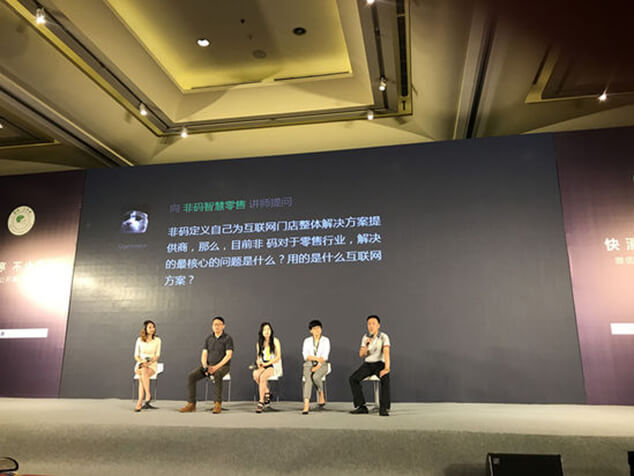 向 非码智慧零售 讲师提问
非码定义自己为互联网门店整体解决方案提
供商，那么，目前非 码对于零售行业，解决
的最核心的问题是什么？用的是什么互联网
方案？
快 消